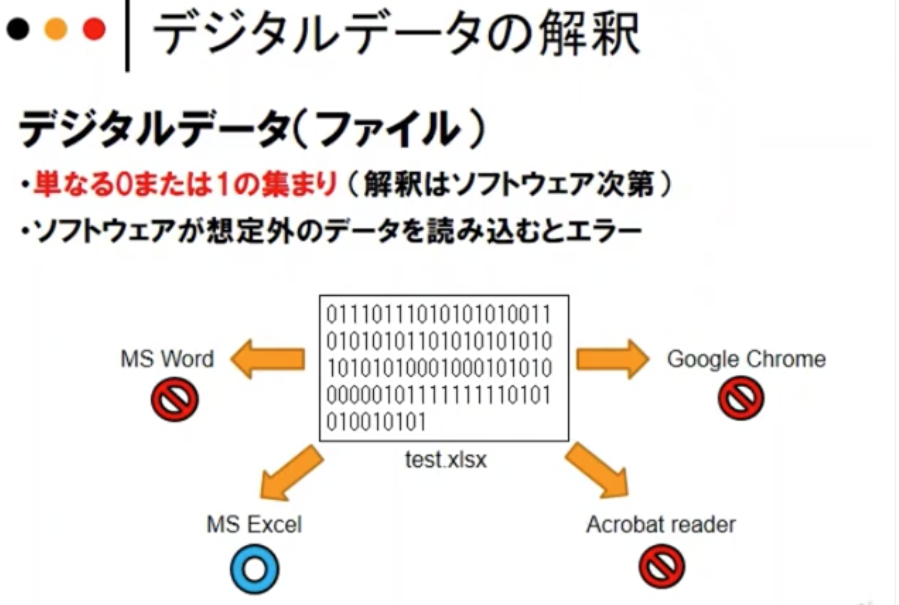 デジタルデータの解釈
デジタルデータ(ファイル)
・単なる0または1の集まり(解釈はソフトウェア次第)
・ソフトウェアが想定外のデータを読み込むとエラー
01110111010101010011
01010101101010101010
10101010001000101010
00000101111111110101
010010101
MS Word
Google Chrome
test.xlsx
MS Excel
Acrobat reader